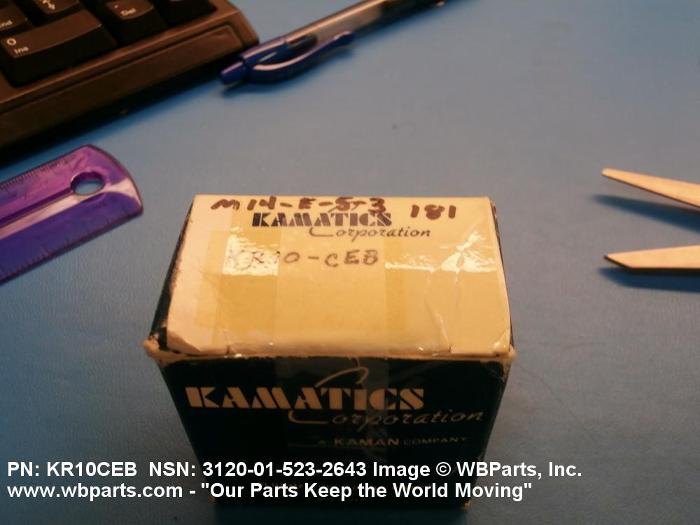 O
Ins
M14-E-5-3 181
KAMATICS
Corporation
KR10-CEB
KAMATICS
Corporation
A KAMAN COMPANY
PN: KR10CEB NSN: 3120-01-523-2643 Image © WBParts, Inc.
www.wbparts.com - "Our Parts Keep the World Moving"